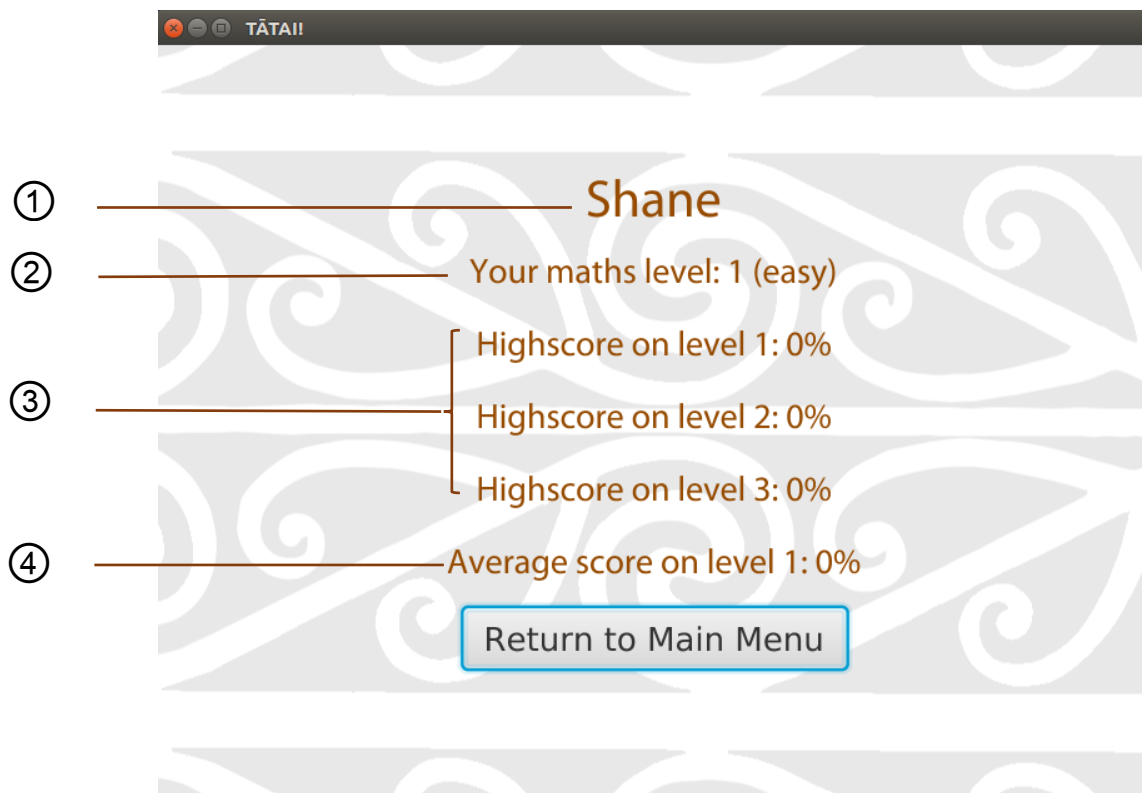 TĀTAI!
① Shane
② Your maths level: 1 (easy)
Highscore on level 1: 0%
③ Highscore on level 2: 0%
Highscore on level 3: 0%
④ Average score on level 1: 0%
Return to Main Menu